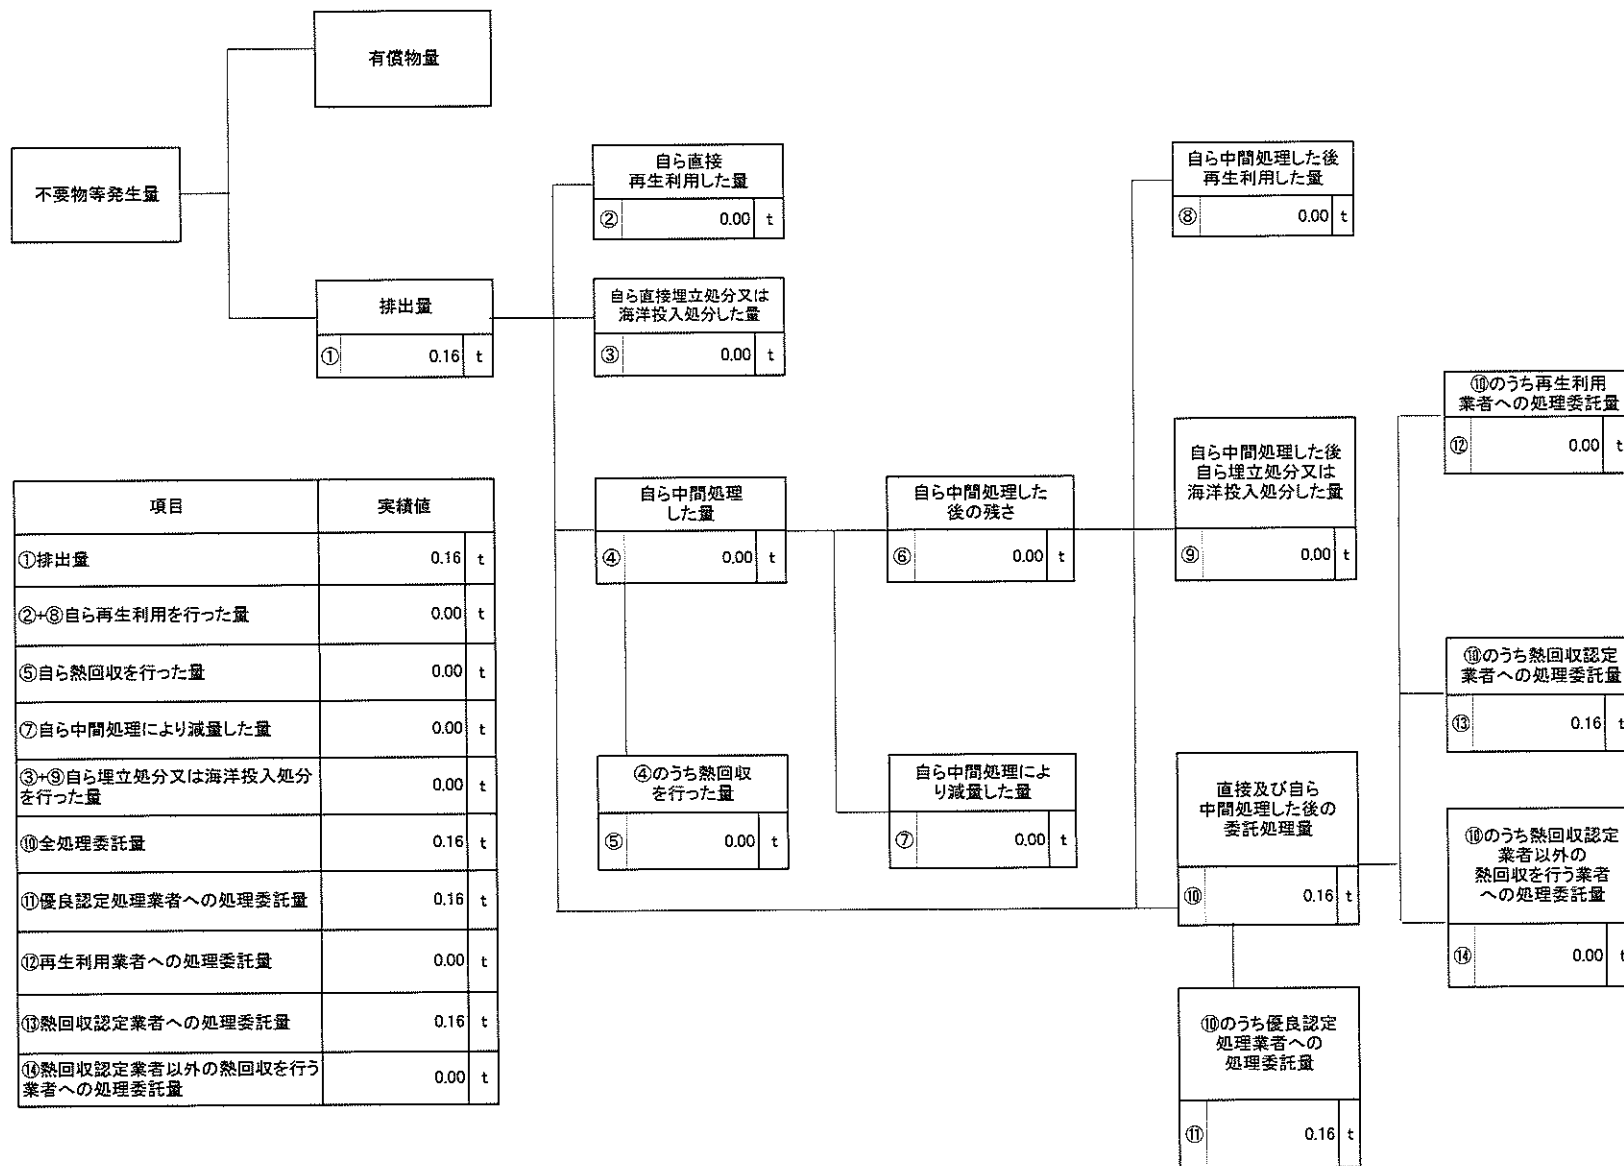 有償物量
不要物等発生量
排出量
① 0.16 t
自ら直接
再生利用した量
② 0.00 t
自ら直接埋立処分又は
海洋投入処分した量
③ 0.00 t
自ら中間処理
した量
④ 0.00 t
④のうち熱回収
を行った量
⑤ 0.00 t
自ら中間処理した
後の残さ
⑥ 0.00 t
自ら中間処理によ
り減量した量
⑦ 0.00 t
自ら中間処理した後
再生利用した量
⑧ 0.00 t
自ら中間処理した後
自ら埋立処分又は
海洋投入処分した量
⑨ 0.00 t
直接及び自ら
中間処理した後の
委託処理量
⑩ 0.16 t
⑩のうち優良認定
処理業者への
処理委託量
⑪ 0.16 t
⑩のうち再生利用
業者への処理委託量
⑫ 0.00 t
⑩のうち熱回収認定
業者への処理委託量
⑬ 0.16 t
⑩のうち熱回収認定
業者以外の
熱回収を行う業者
への処理委託量
⑭ 0.00 t
項目 実績値
①排出量 0.16 t
②+⑧自ら再生利用を行った量 0.00 t
⑤自ら熱回収を行った量 0.00 t
⑦自ら中間処理により減量した量 0.00 t
③+⑨自ら埋立処分又は海洋投入処分
を行った量 0.00 t
⑩全処理委託量 0.16 t
⑪優良認定処理業者への処理委託量 0.16 t
⑫再生利用業者への処理委託量 0.00 t
⑬熱回収認定業者への処理委託量 0.16 t
⑭熱回収認定業者以外の熱回収を行う
業者への処理委託量 0.00 t